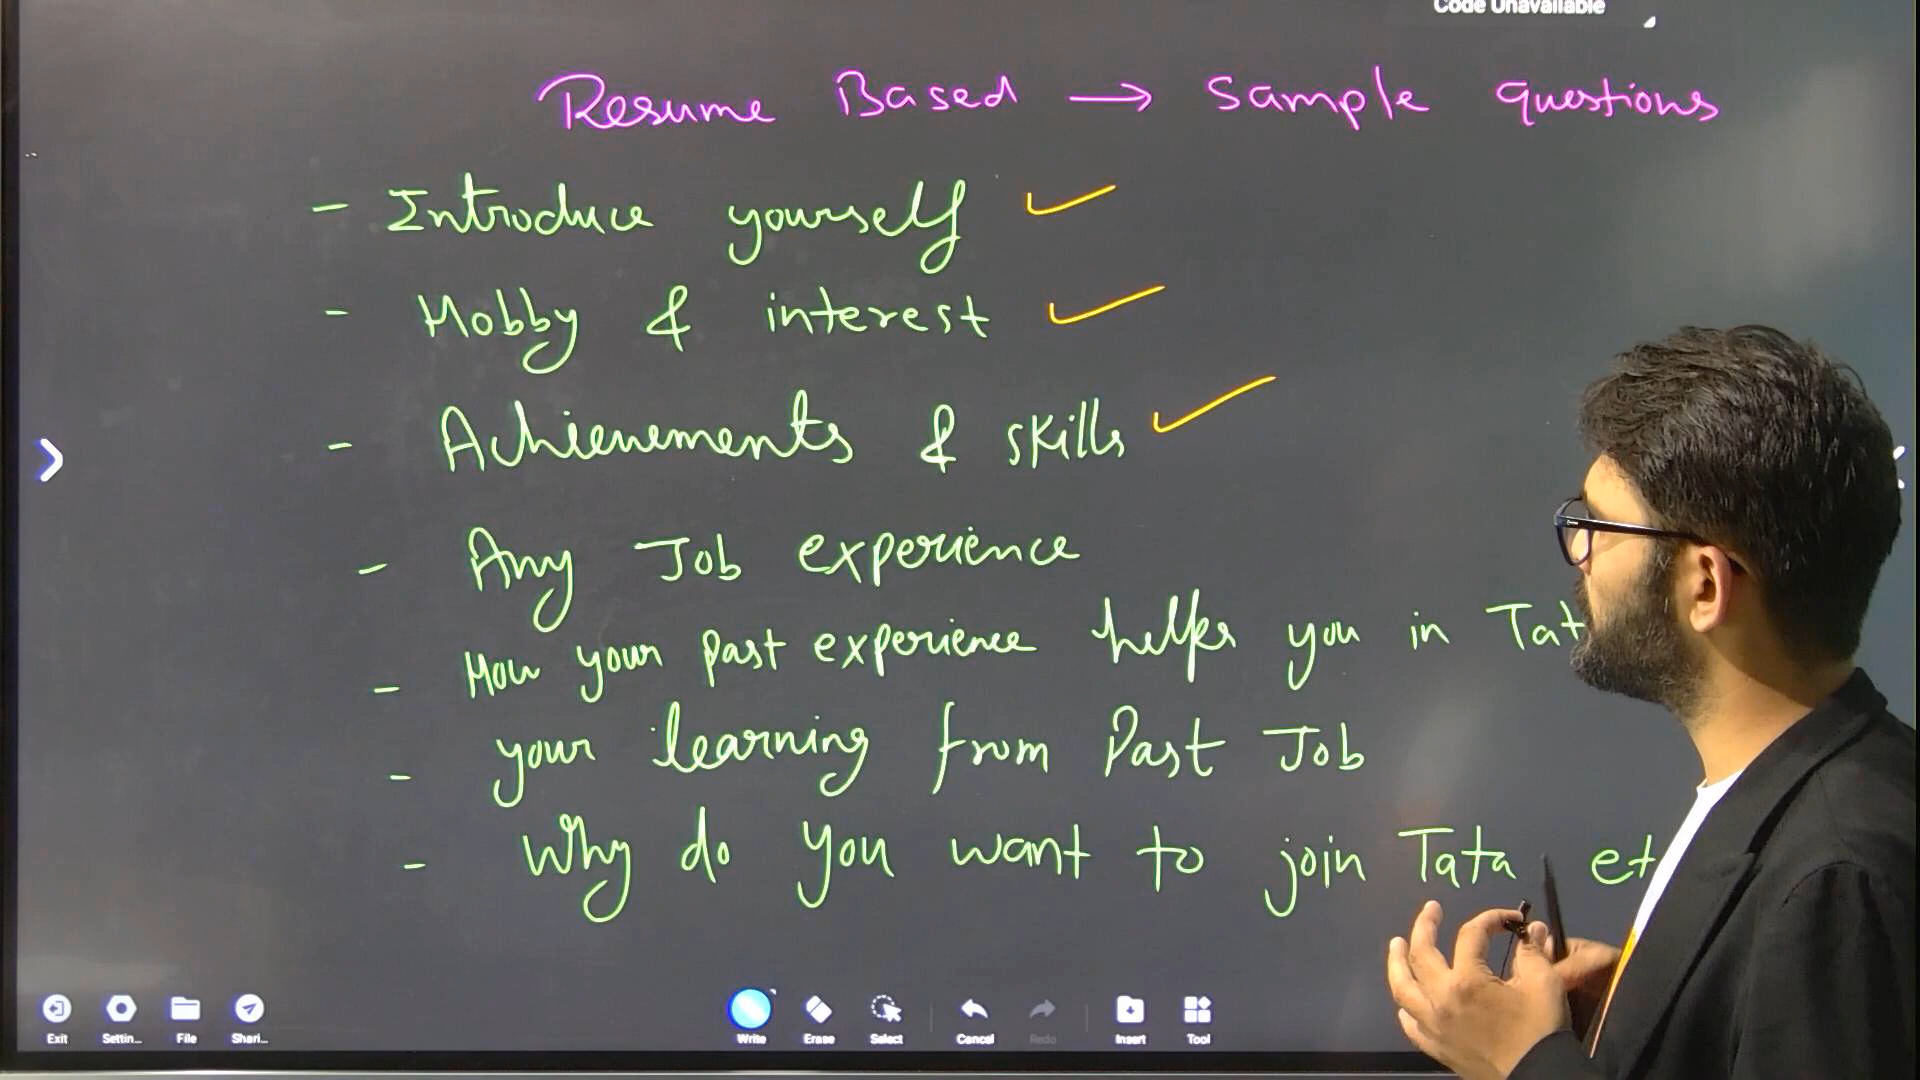 Code Unavailable
Resume Based → Sample questions
- Introduce yourself ✓
- Hobby & interest ✓
- Achievements & skills ✓
- Any Job experience
- How your past experience helps you in Tat
- your learning from Past Job
- Why do you want to join Tata et
Exit Settin... File Shari... Write Erase Select Cancel Redo Insert Tool